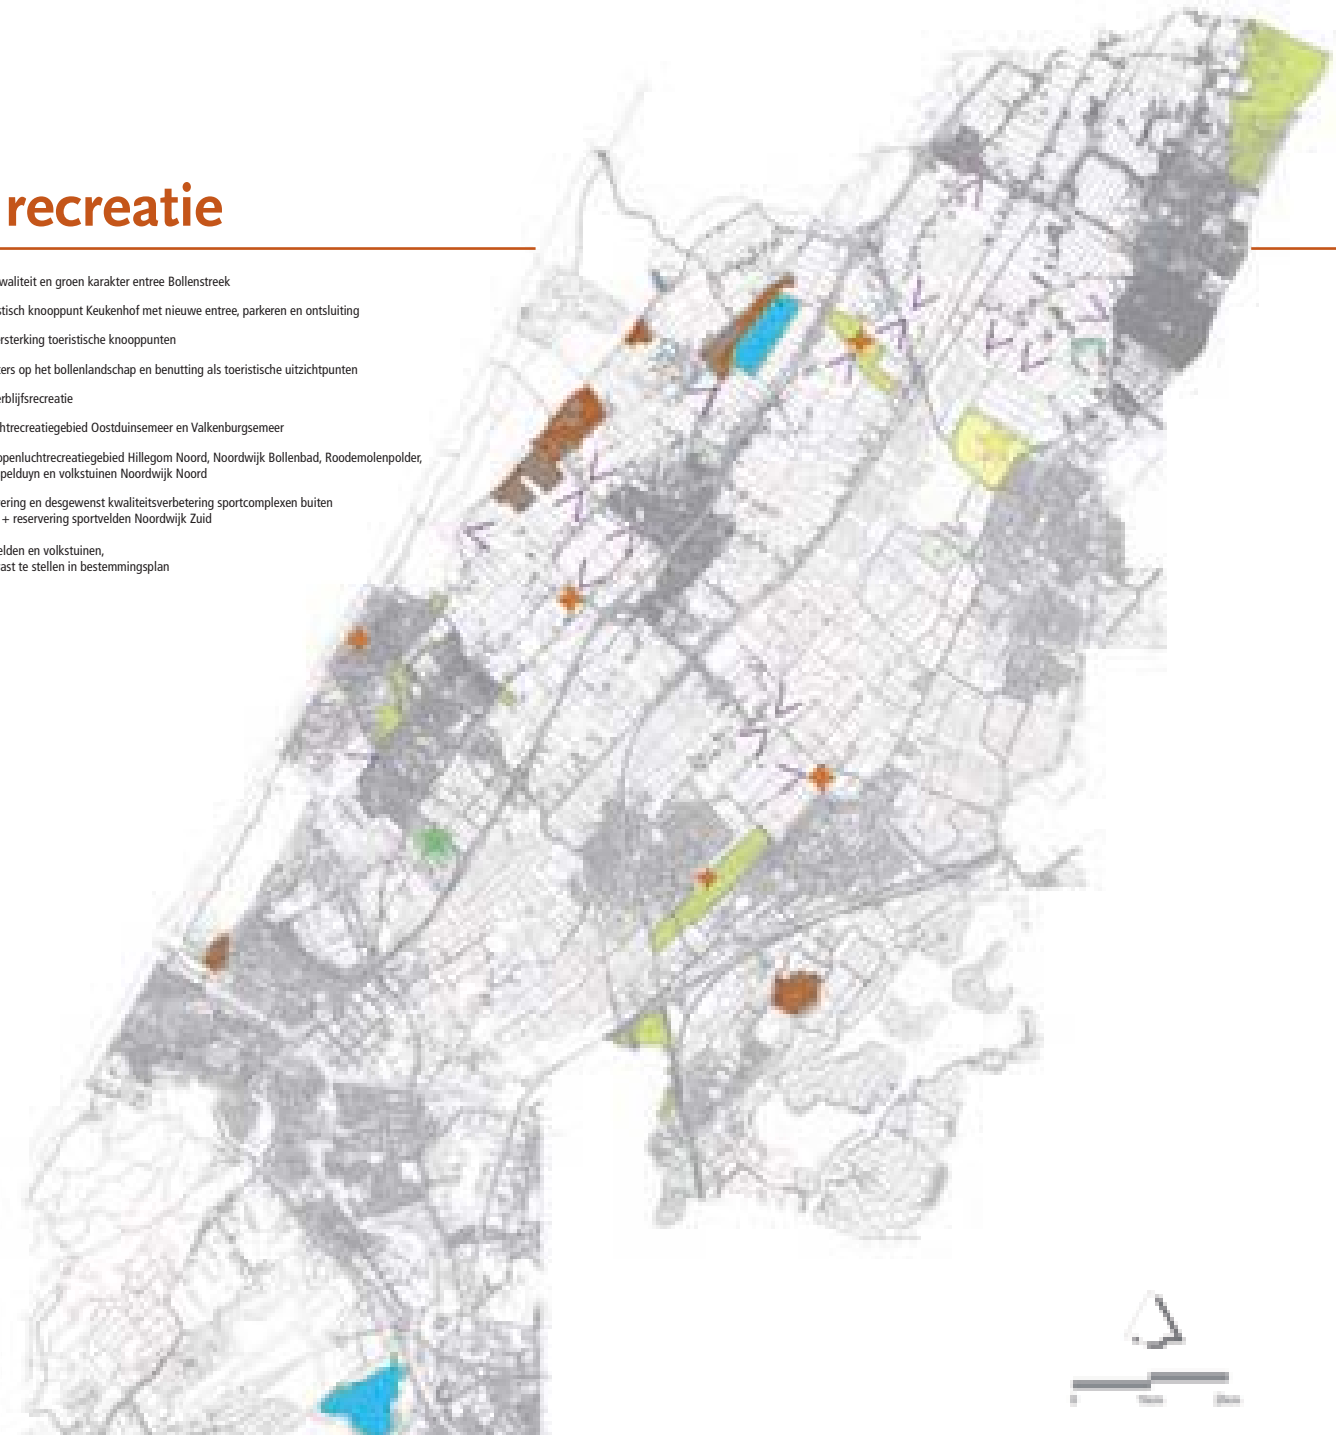 recreatie
waliteit en groen karakter entree Bollenstreek
stisch knooppunt Keukenhof met nieuwe entree, parkeren en ontsluiting
ersterking toeristische knooppunten
ters op het bollenlandschap en benutting als toeristische uitzichtpunten
erblijfsrecreatie
htrecreatiegebied Oostduinsemeer en Valkenburgsemeer
openluchtrecreatiegebied Hillegom Noord, Noordwijk Bollenbad, Roodemolenpolder,
pelduyn en volkstuinen Noordwijk Noord
ering en desgewenst kwaliteitsverbetering sportcomplexen buiten
+ reservering sportvelden Noordwijk Zuid
elden en volkstuinen,
ast te stellen in bestemmingsplan
0